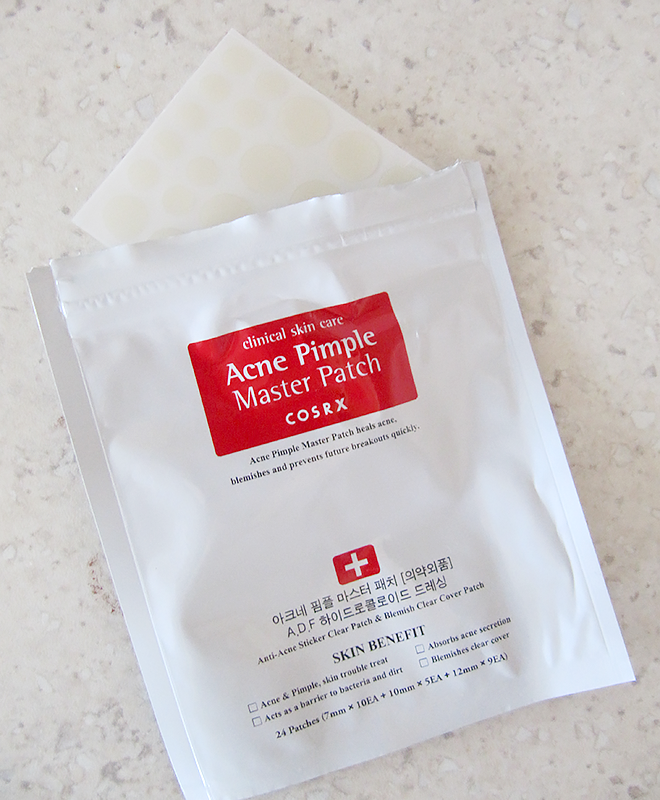 clinical skin care
Acne Pimple
Master Patch
COSRX
Acne Pimple Master Patch heals acne,
blemishes and prevents future breakouts quickly.
아크네 핌플 마스터 패치 [의약외품]
A.D.F 하이드로콜로이드 드레싱
Anti-Acne Sticker Clear Patch & Blemish Clear Cover Patch
SKIN BENEFIT
□ Acne & Pimple, skin trouble treat □ Absorbs acne secretion
□ Acts as a barrier to bacteria and dirt □ Blemishes clear cover
24 Patches (7mm × 10EA + 10mm × 5EA + 12mm × 9EA)